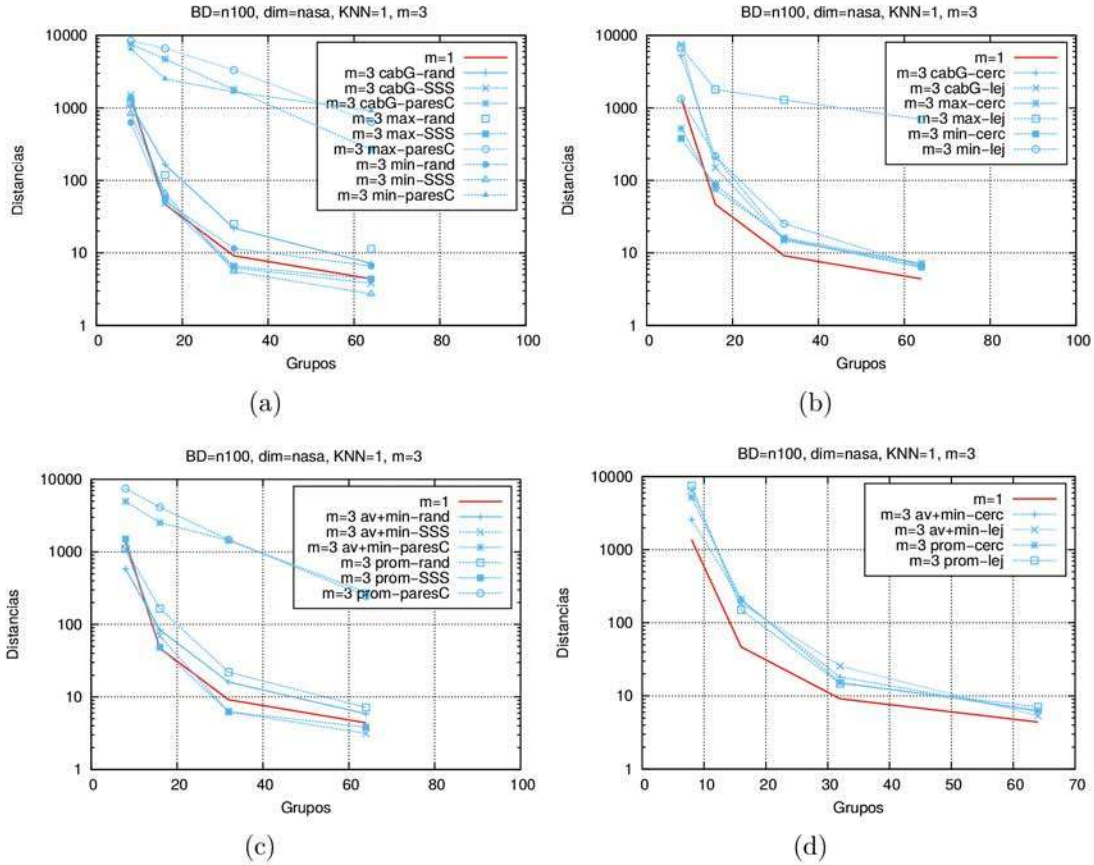 BD=n100, dim=nasa, KNN=1, m=3
10000
1000
100
10
1
Distancias
0
20
40
60
80
100
Grupos
m=1
m=3 cabG-rand
m=3 cabG-SSS
m=3 cabG-paresC
m=3 max-rand
m=3 max-SSS
m=3 max-paresC
m=3 min-rand
m=3 min-SSS
m=3 min-paresC
(a)
BD=n100, dim=nasa, KNN=1, m=3
10000
1000
100
10
1
Distancias
0
20
40
60
80
100
Grupos
m=1
m=3 cabG-cerc
m=3 cabG-lej
m=3 max-cerc
m=3 max-lej
m=3 min-cerc
m=3 min-lej
(b)
BD=n100, dim=nasa, KNN=1, m=3
10000
1000
100
10
1
Distancias
0
20
40
60
80
100
Grupos
m=1
m=3 av+min-rand
m=3 av+min-SSS
m=3 av+min-paresC
m=3 prom-rand
m=3 prom-SSS
m=3 prom-paresC
(c)
BD=n100, dim=nasa, KNN=1, m=3
10000
1000
100
10
1
Distancias
0
10
20
30
40
50
60
70
Grupos
m=1
m=3 av+min-cerc
m=3 av+min-lej
m=3 prom-cerc
m=3 prom-lej
(d)